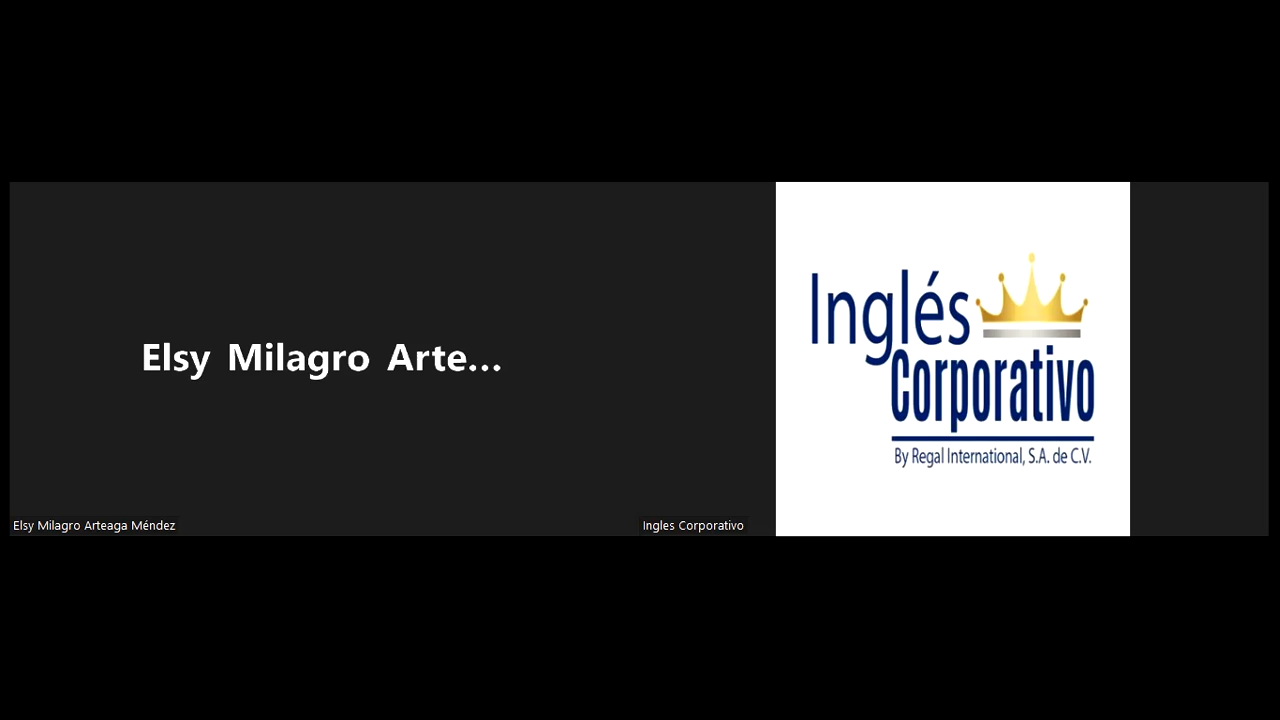 Elsy Milagro Arte...
Elsy Milagro Arteaga Méndez
Ingles Corporativo
Inglés
Corporativo
By Regal International, S.A. de C.V.